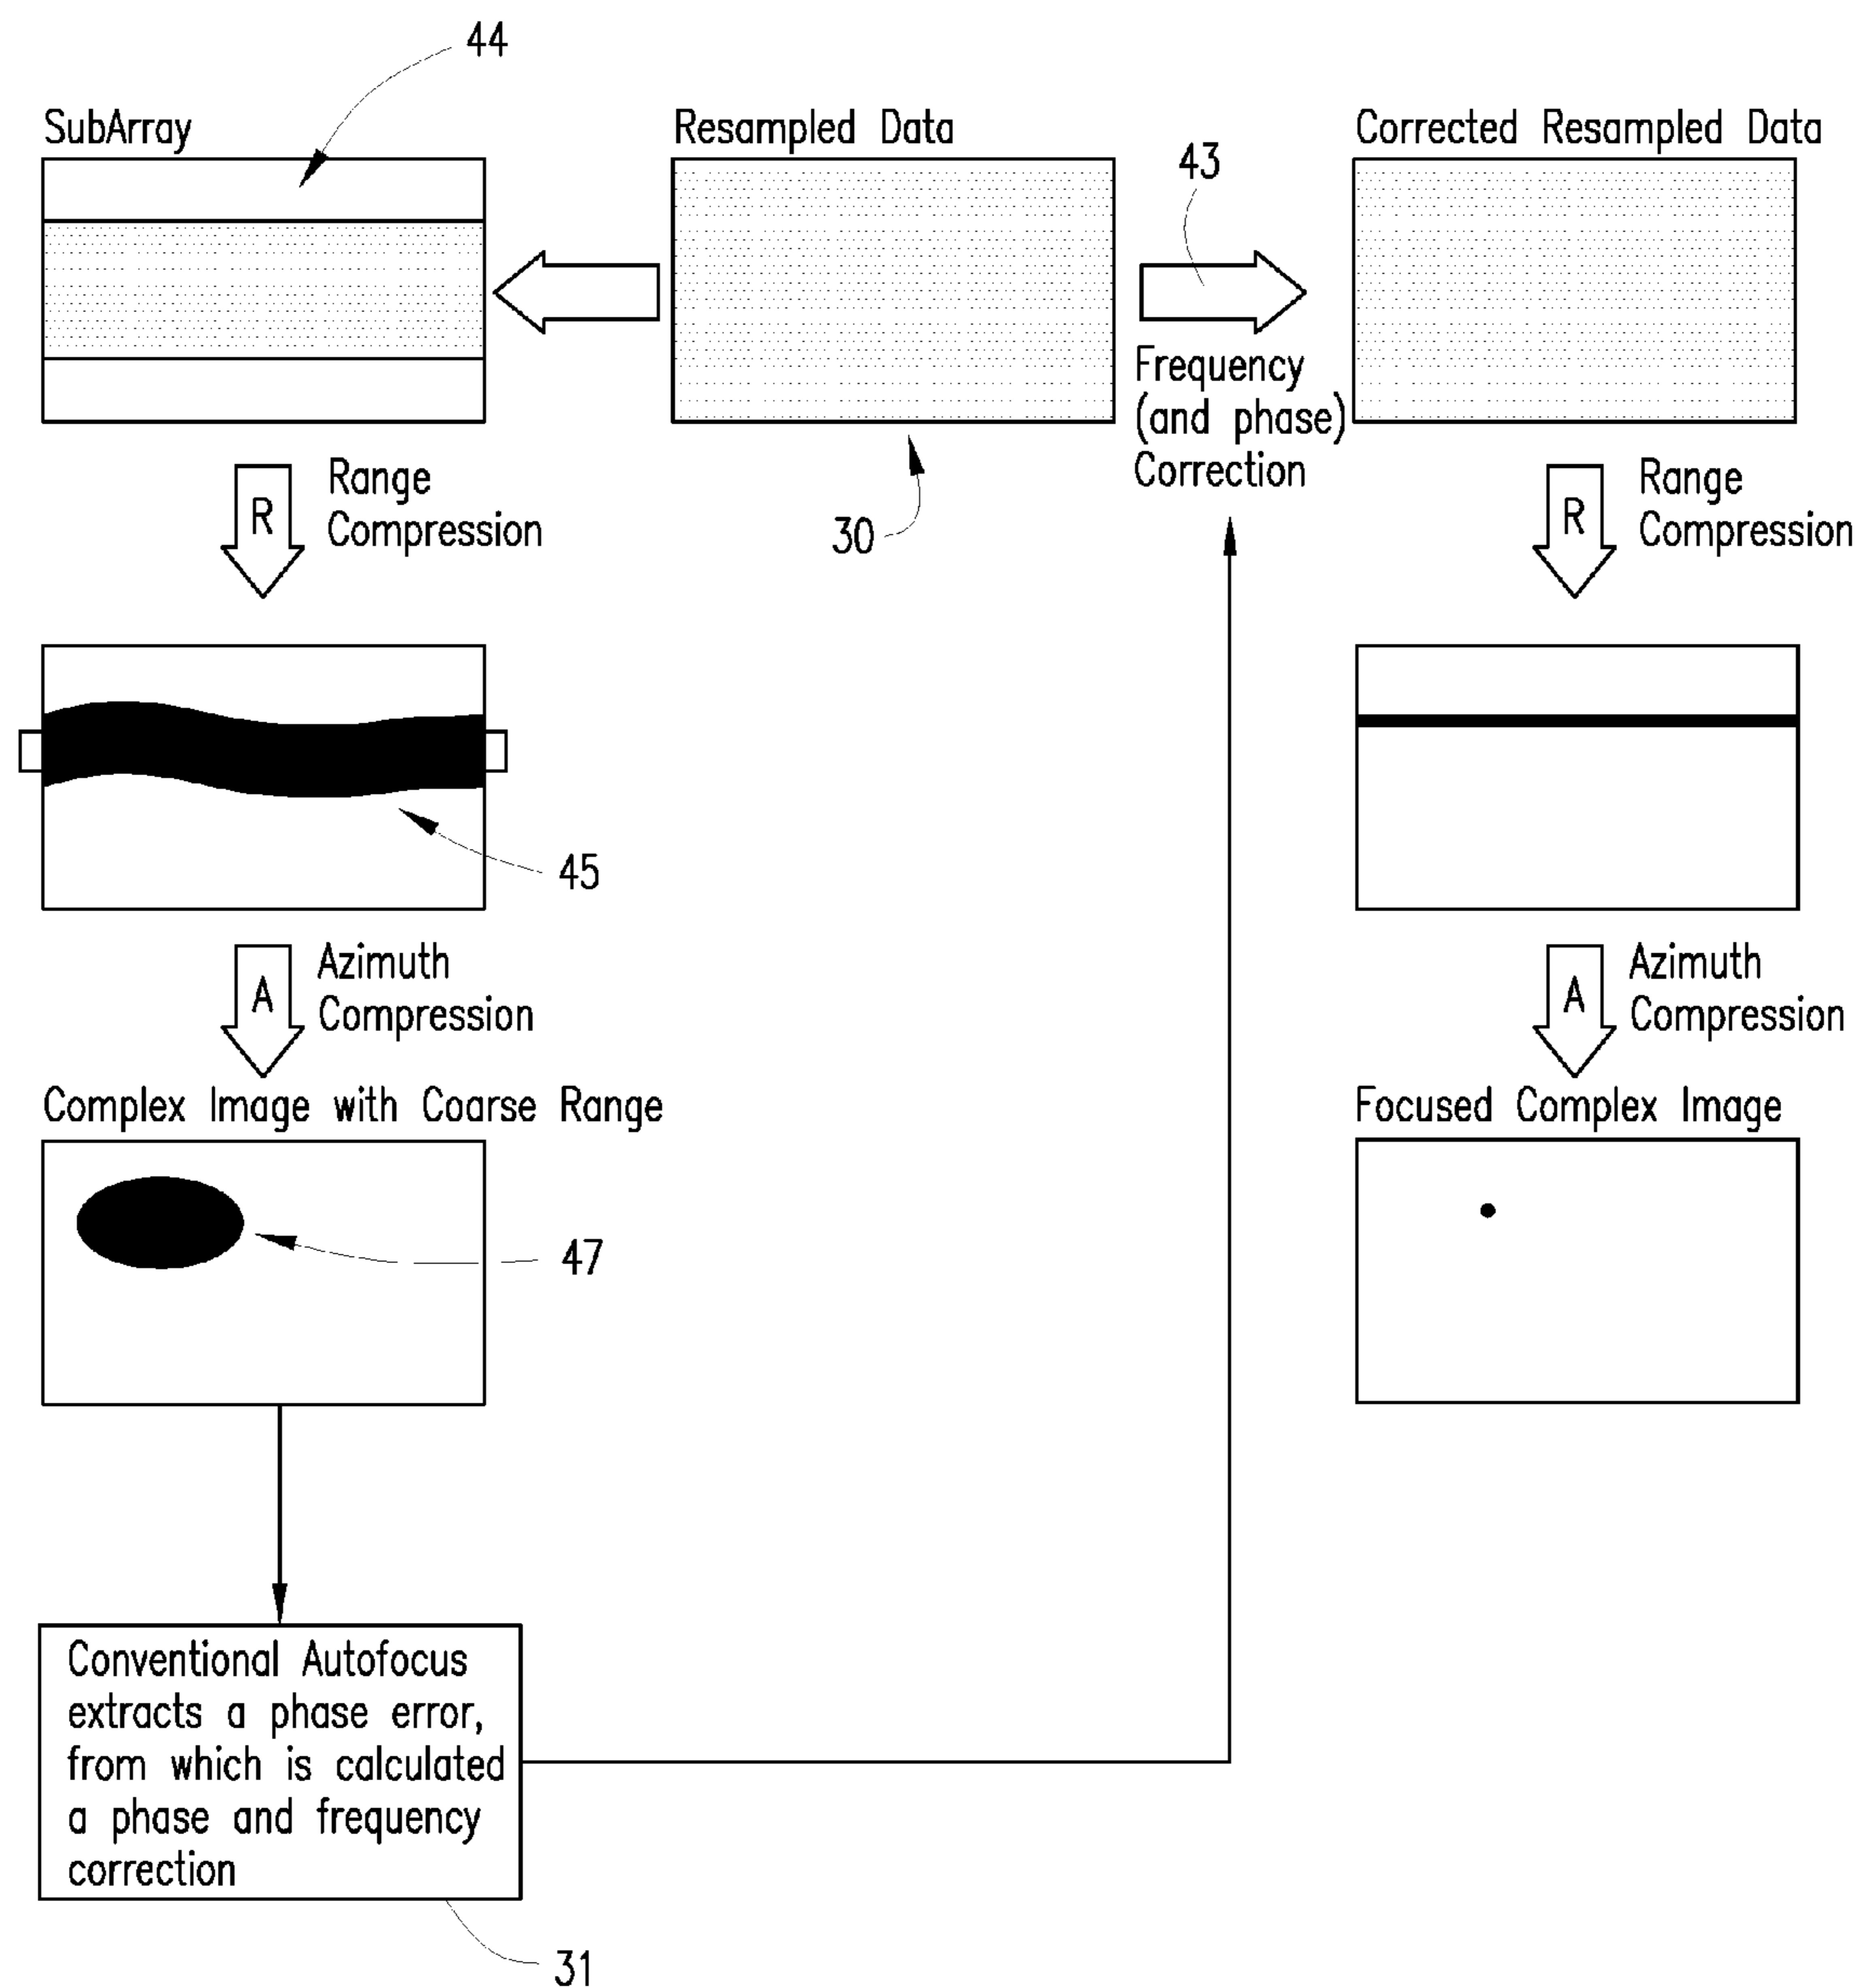 44
SubArray
Resampled Data
Corrected Resampled Data
43
Frequency
(and phase)
Correction
30
R
Range
Compression
R
Range
Compression
45
A
Azimuth
Compression
A
Azimuth
Compression
Complex Image with Coarse Range
Focused Complex Image
47
Conventional Autofocus
extracts a phase error,
from which is calculated
a phase and frequency
correction
31